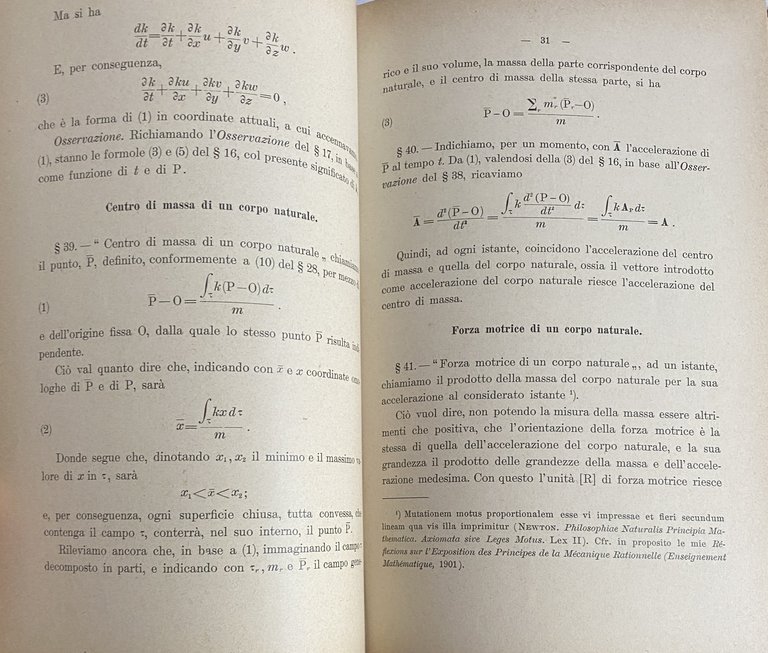 Ma si ha
dk/dt = ∂k/∂t + ∂k/∂x u + ∂k/∂y v + ∂k/∂z w .
E, per conseguenza,
(3) ∂k/∂t + ∂ku/∂x + ∂kv/∂y + ∂kw/∂z = 0 ,
che è la forma di (1) in coordinate attuali, a cui accennavamo
Osservazione. Richiamando l'Osservazione del § 17, in base a
(1), stanno le formole (3) e (5) del § 16, col presente significato di
come funzione di t e di P.
Centro di massa di un corpo naturale.
§ 39. — “ Centro di massa di un corpo naturale „ chiamiamo
il punto, P̅, definito, conformemente a (10) del § 28, per mezzo di
(1) P̅ — O = ∫τ k (P — O) dτ / m .
e dell'origine fissa O, dalla quale lo stesso punto P̅ risulta indi
pendente.
Ciò val quanto dire che, indicando con x̅ e x coordinate omo
loghe di P̅ e di P, sarà
(2) x̅ = ∫τ kx dτ / m .
Donde segue che, dinotando x₁, x₂ il minimo e il massimo va
lore di x in τ, sarà
x₁ < x̅ < x₂ ;
e, per conseguenza, ogni superficie chiusa, tutta convessa, che
contenga il campo τ, conterrà, nel suo interno, il punto P̅.
Rileviamo ancora che, in base a (1), immaginando il campo τ
decomposto in parti, e indicando con τᵣ, mᵣ e P̅ᵣ il campo gene
— 31 —
rico e il suo volume, la massa della parte corrispondente del corpo
naturale, e il centro di massa della stessa parte, si ha
(3) P̅ — O = Σᵣ mᵣ (P̅ᵣ — O) / m .
§ 40. — Indichiamo, per un momento, con A̅ l'accelerazione di
P̅ al tempo t. Da (1), valendosi della (3) del § 16, in base all'Osser-
vazione del § 38, ricaviamo
A̅ = d²(P̅ — O)/dt² = ∫τ k d²(P — O)/dt² dτ / m = ∫τ k A_P dτ / m = A .
Quindi, ad ogni istante, coincidono l'accelerazione del centro
di massa e quella del corpo naturale, ossia il vettore introdotto
come accelerazione del corpo naturale riesce l'accelerazione del
centro di massa.
Forza motrice di un corpo naturale.
§ 41. — “ Forza motrice di un corpo naturale „, ad un istante,
chiamiamo il prodotto della massa del corpo naturale per la sua
accelerazione al considerato istante ¹).
Ciò vuol dire, non potendo la misura della massa essere altri-
menti che positiva, che l'orientazione della forza motrice è la
stessa di quella dell'accelerazione del corpo naturale, e la sua
grandezza il prodotto delle grandezze della massa e dell'accele-
razione medesima. Con questo l'unità [R] di forza motrice riesce
¹) Mutationem motus proportionalem esse vi impressae et fieri secundum
lineam qua vis illa imprimitur (NEWTON. Philosophiae Naturalis Principia Ma-
thematica. Axiomata sive Leges Motus. Lex II). Cfr. in proposito le mie Ré-
flexions sur l'Exposition des Principes de la Mécanique Rationnelle (Enseignement
Mathématique, 1901).